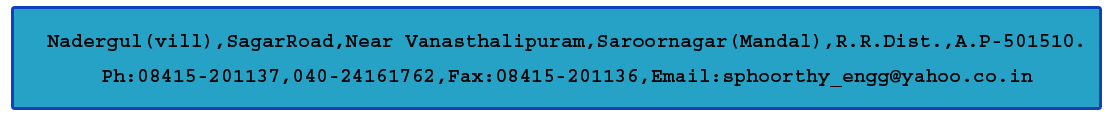 Nadergul(vill),SagarRoad,Near Vanasthalipuram,Saroornagar(Mandal),R.R.Dist.,A.P-501510.
Ph:08415-201137,040-24161762,Fax:08415-201136,Email:sphoorthy_engg@yahoo.co.in